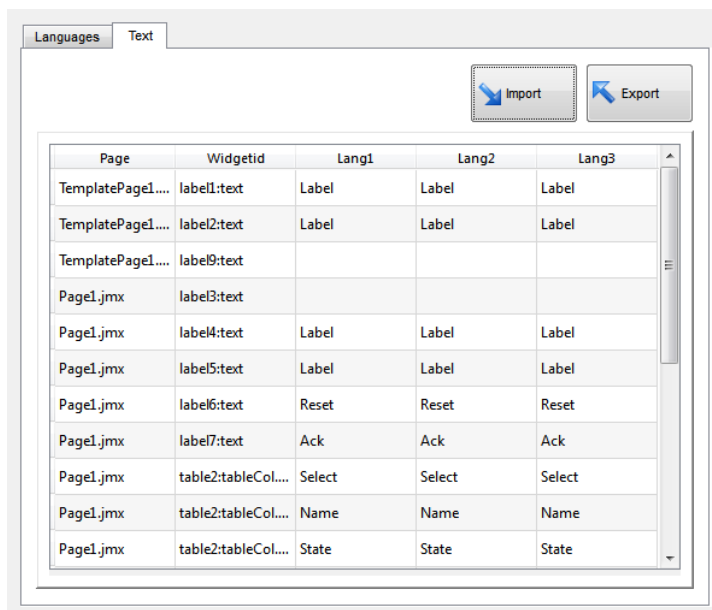 Languages Text
Import Export
Page Widgetid Lang1 Lang2 Lang3
TemplatePage1.... label1:text Label Label Label
TemplatePage1.... label2:text Label Label Label
TemplatePage1.... label9:text
Page1.jmx label3:text
Page1.jmx label4:text Label Label Label
Page1.jmx label5:text Label Label Label
Page1.jmx label6:text Reset Reset Reset
Page1.jmx label7:text Ack Ack Ack
Page1.jmx table2:tableCol.... Select Select Select
Page1.jmx table2:tableCol.... Name Name Name
Page1.jmx table2:tableCol.... State State State